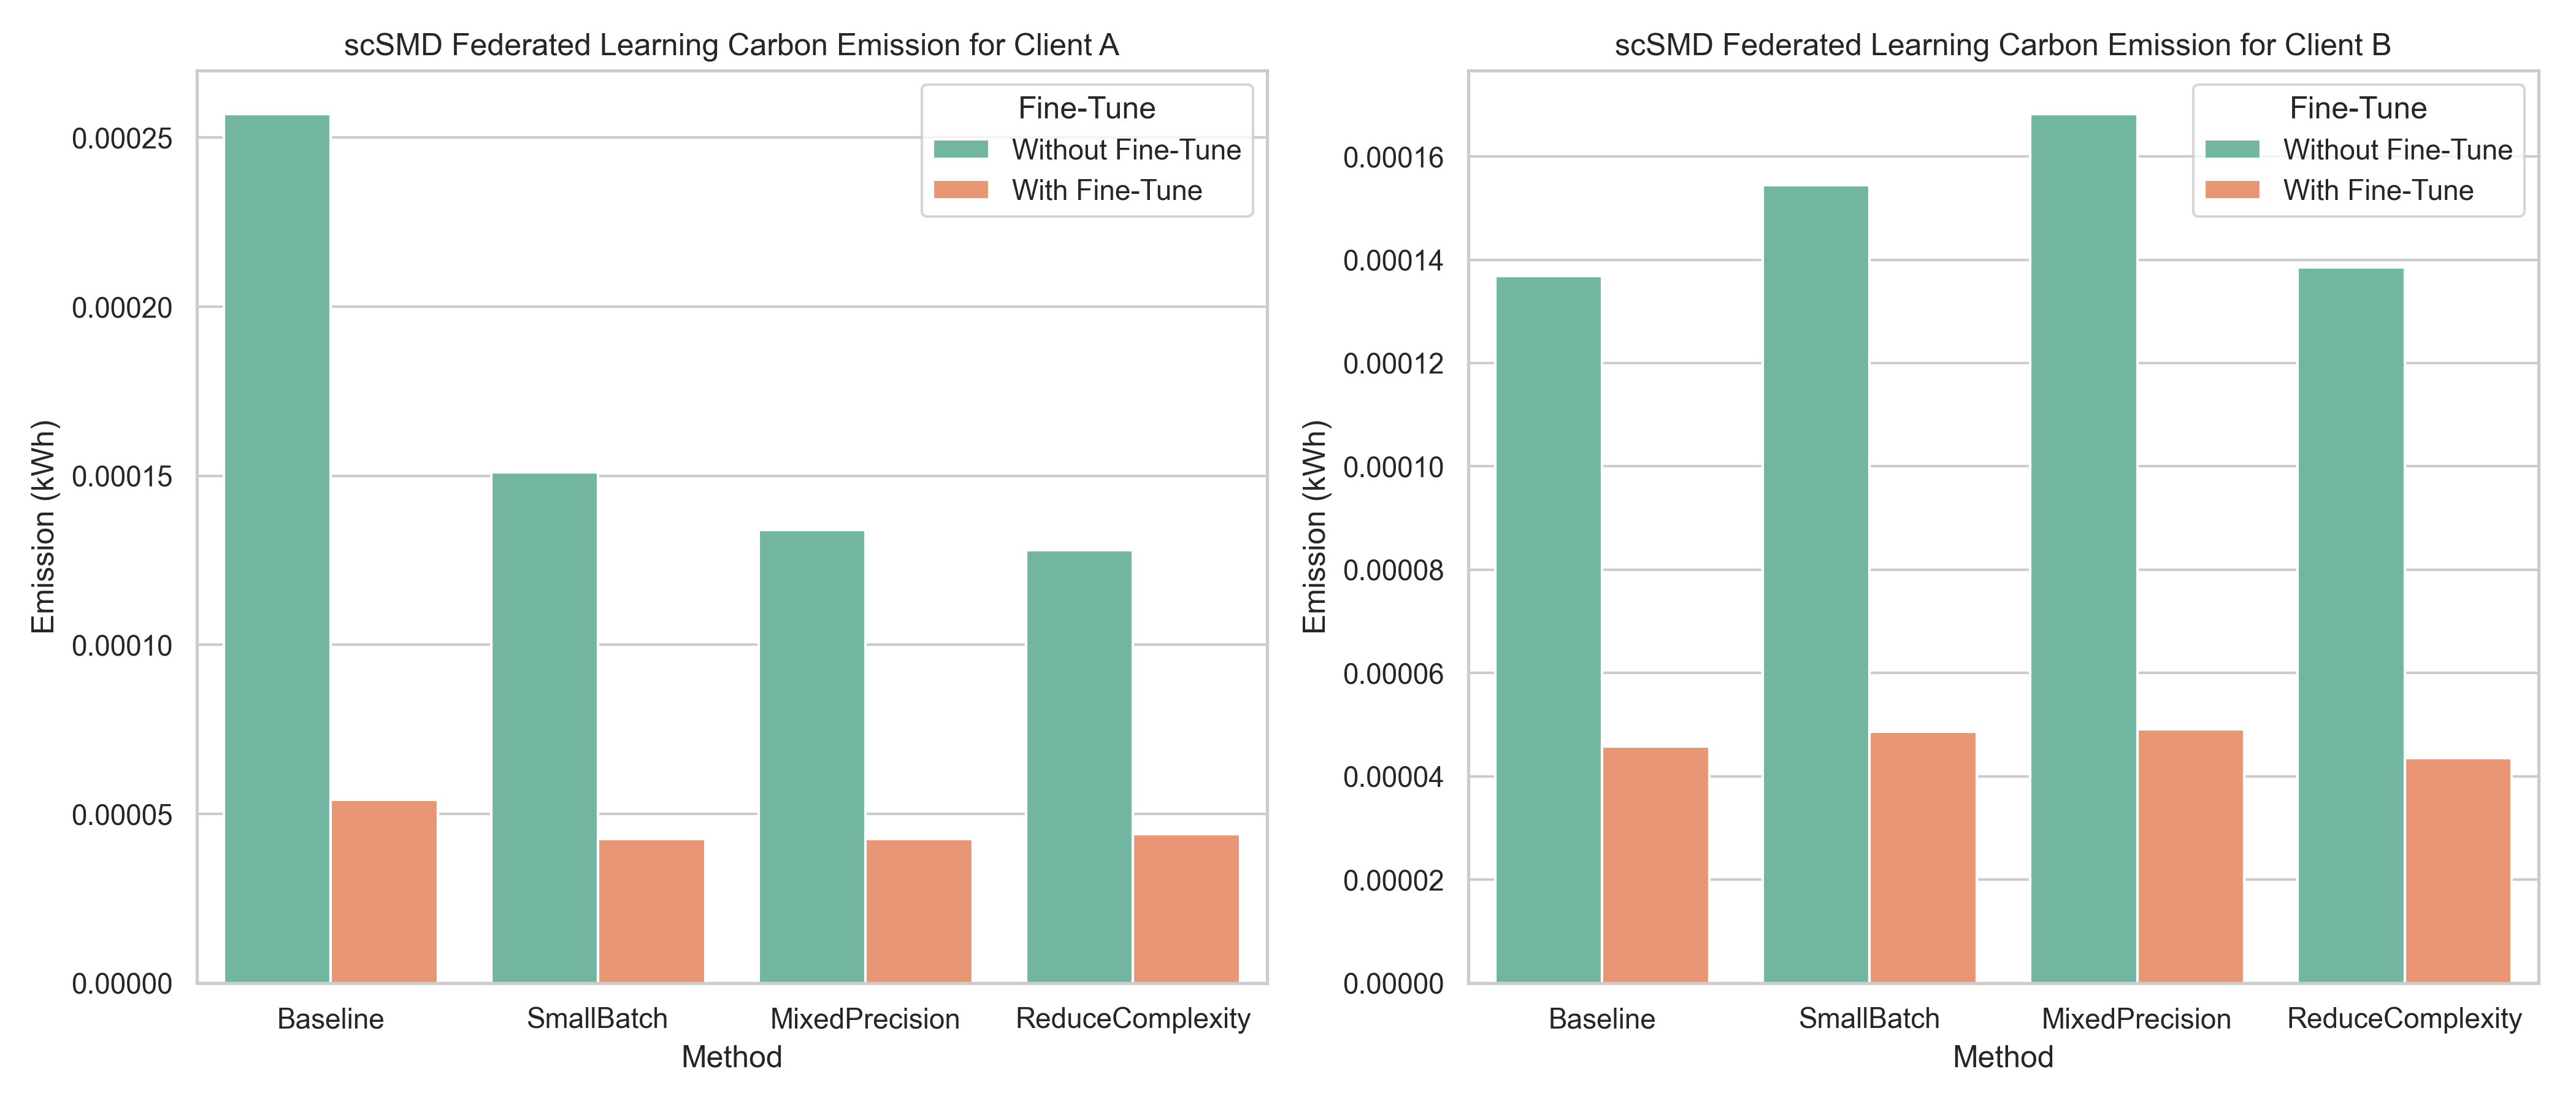 scSMD Federated Learning Carbon Emission for Client A
Fine-Tune
Without Fine-Tune
With Fine-Tune
Emission (kWh)
0.00025
0.00020
0.00015
0.00010
0.00005
0.00000
Baseline
SmallBatch
MixedPrecision
ReduceComplexity
Method
scSMD Federated Learning Carbon Emission for Client B
Fine-Tune
Without Fine-Tune
With Fine-Tune
Emission (kWh)
0.00016
0.00014
0.00012
0.00010
0.00008
0.00006
0.00004
0.00002
0.00000
Baseline
SmallBatch
MixedPrecision
ReduceComplexity
Method